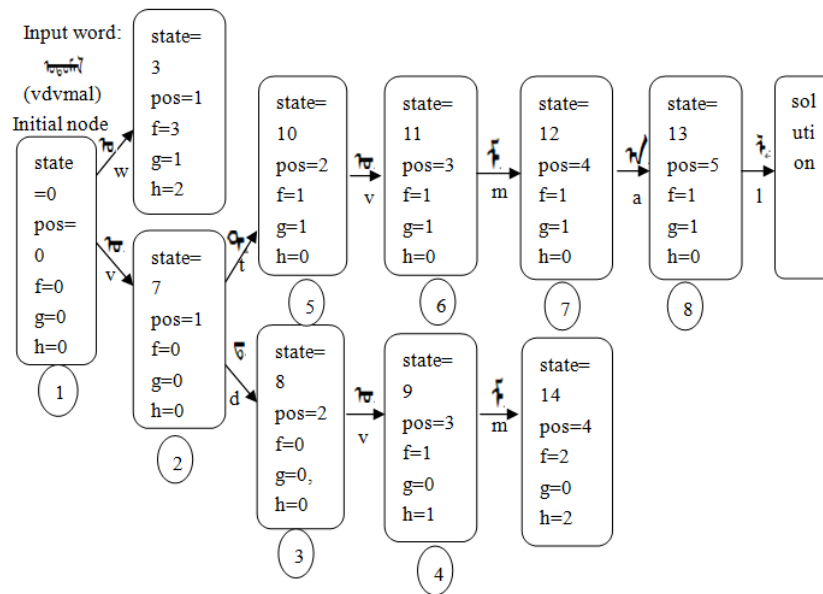 Input word:
(vdvmal)
Initial node
state
=0
pos=
0
f=0
g=0
h=0
1
w
v
state=
3
pos=1
f=3
g=1
h=2
state=
7
pos=1
f=0
g=0
h=0
2
t
d
state=
10
pos=2
f=1
g=1
h=0
5
v
state=
11
pos=3
f=1
g=1
h=0
6
m
state=
12
pos=4
f=1
g=1
h=0
7
a
state=
13
pos=5
f=1
g=1
h=0
8
l
sol
uti
on
state=
8
pos=2
f=0
g=0,
h=0
3
v
state=
9
pos=3
f=1
g=0
h=1
4
m
state=
14
pos=4
f=2
g=0
h=2